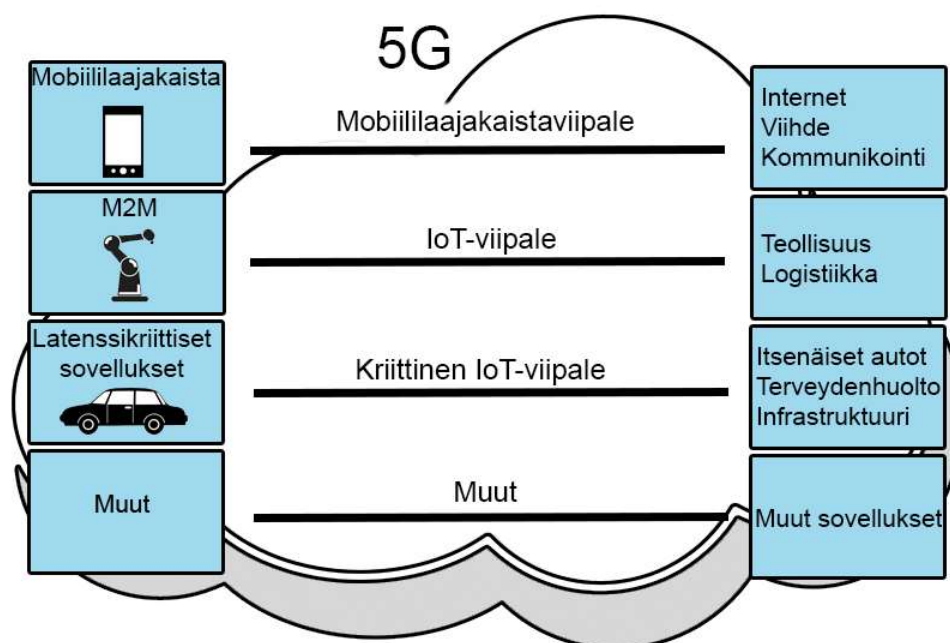 5G
Mobiililaajakaista
Mobiililaajakaistaviipale
Internet
Viihde
Kommunikointi
M2M
IoT-viipale
Teollisuus
Logistiikka
Latenssikriittiset
sovellukset
Kriittinen IoT-viipale
Itsenäiset autot
Terveydenhuolto
Infrastruktuuri
Muut
Muut
Muut sovellukset